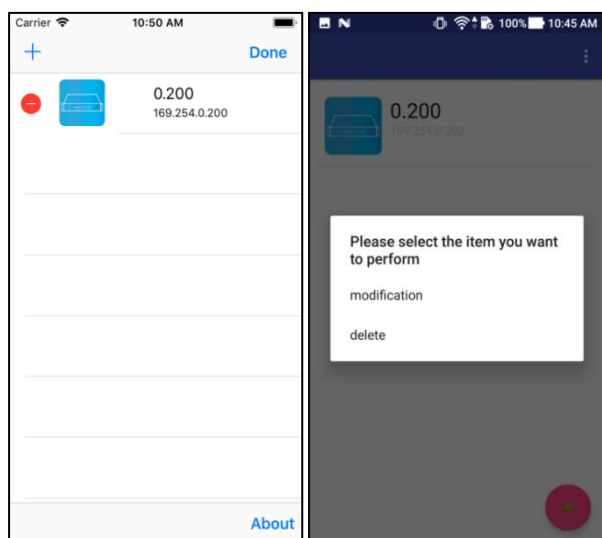 Carrier 10:50 AM
+ Done
0.200
169.254.0.200
About
100% 10:45 AM
0.200
169.254.0.200
Please select the item you want
to perform
modification
delete